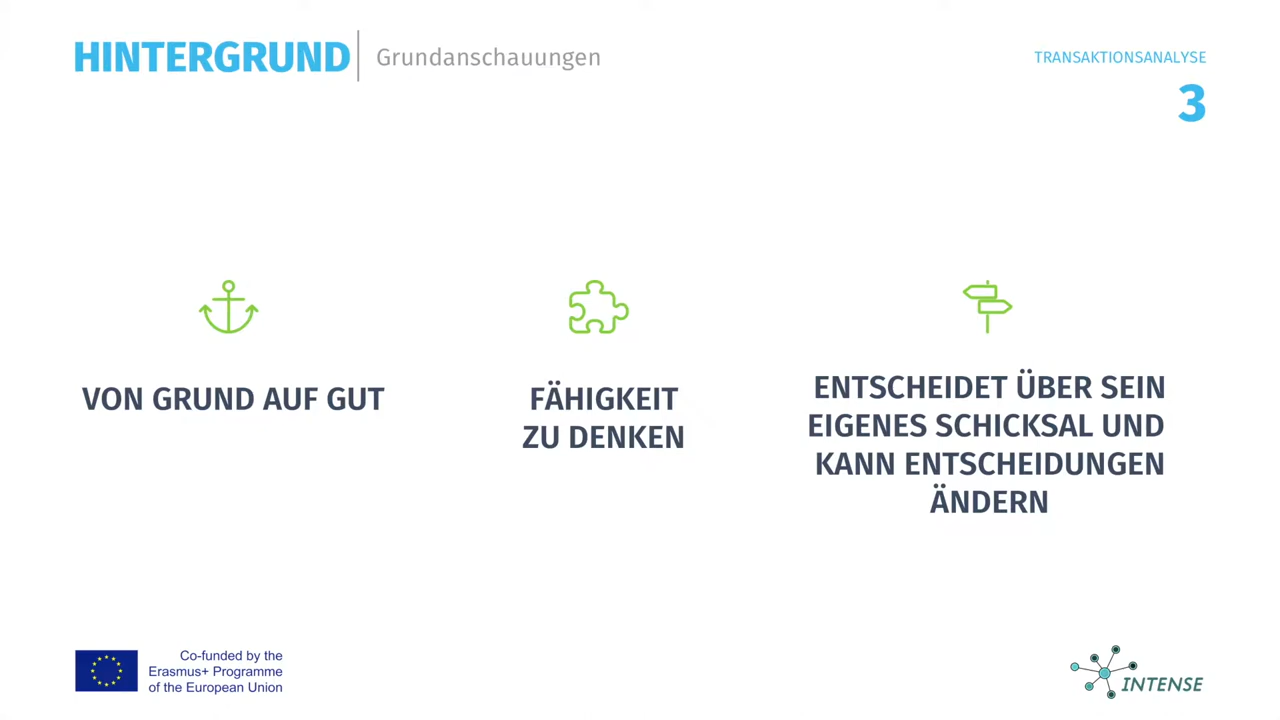 HINTERGRUND
Grundanschauungen
TRANSAKTIONSANALYSE
3
VON GRUND AUF GUT
FÄHIGKEIT
ZU DENKEN
ENTSCHEIDET ÜBER SEIN
EIGENES SCHICKSAL UND
KANN ENTSCHEIDUNGEN
ÄNDERN
Co-funded by the
Erasmus+ Programme
of the European Union
INTENSE